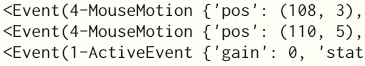 <Event(4-MouseMotion {'pos': (108, 3),
<Event(4-MouseMotion {'pos': (110, 5),
<Event(1-ActiveEvent {'gain': 0, 'stat